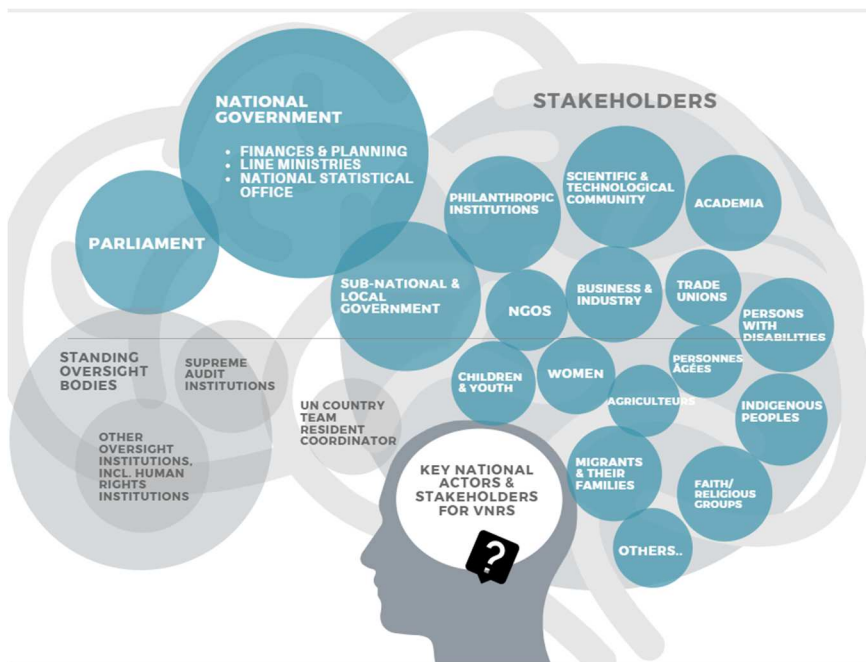 NATIONAL
GOVERNMENT
• FINANCES & PLANNING
• LINE MINISTRIES
• NATIONAL STATISTICAL
OFFICE
PARLIAMENT
SUB-NATIONAL &
LOCAL
GOVERNMENT
STAKEHOLDERS
PHILANTHROPIC
INSTITUTIONS
SCIENTIFIC &
TECHNOLOGICAL
COMMUNITY
ACADEMIA
NGOS
BUSINESS &
INDUSTRY
TRADE
UNIONS
PERSONS
WITH
DISABILITIES
CHILDREN
& YOUTH
WOMEN
PERSONNES
ÂGÉES
AGRICULTEURS
INDIGENOUS
PEOPLES
MIGRANTS
& THEIR
FAMILIES
FAITH/
RELIGIOUS
GROUPS
OTHERS..
STANDING
OVERSIGHT
BODIES
SUPREME
AUDIT
INSTITUTIONS
OTHER
OVERSIGHT
INSTITUTIONS,
INCL. HUMAN
RIGHTS
INSTITUTIONS
UN COUNTRY
TEAM
RESIDENT
COORDINATOR
KEY NATIONAL
ACTORS &
STAKEHOLDERS
FOR VNRS
?